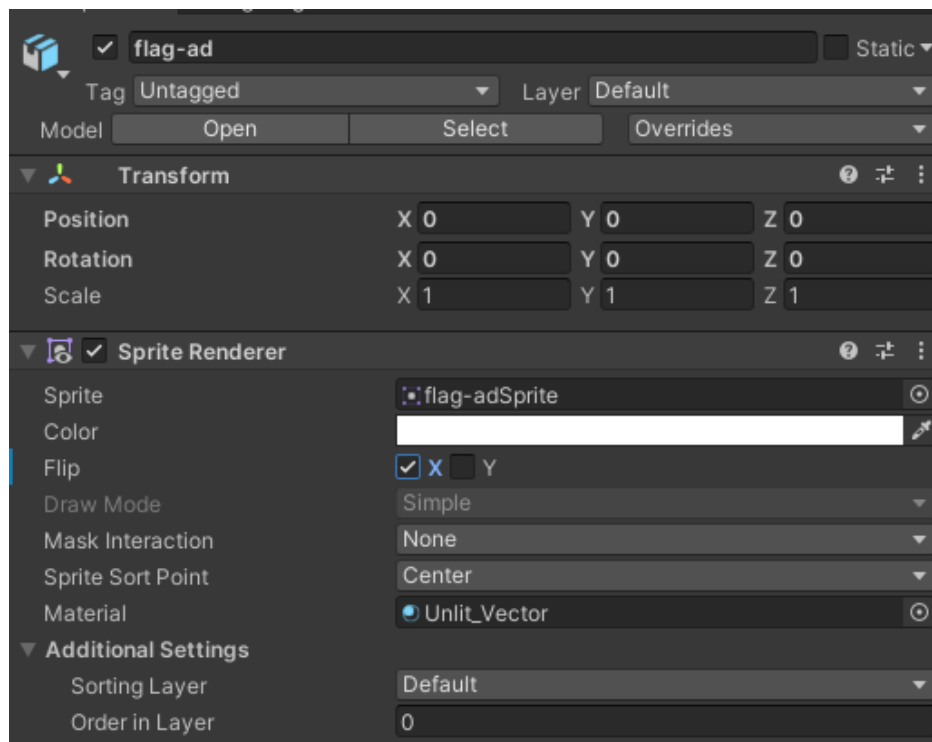 flag-ad
Static
Tag Untagged Layer Default
Model Open Select Overrides
Transform
Position X 0 Y 0 Z 0
Rotation X 0 Y 0 Z 0
Scale X 1 Y 1 Z 1
Sprite Renderer
Sprite flag-adSprite
Color
Flip X Y
Draw Mode Simple
Mask Interaction None
Sprite Sort Point Center
Material Unlit_Vector
Additional Settings
Sorting Layer Default
Order in Layer 0